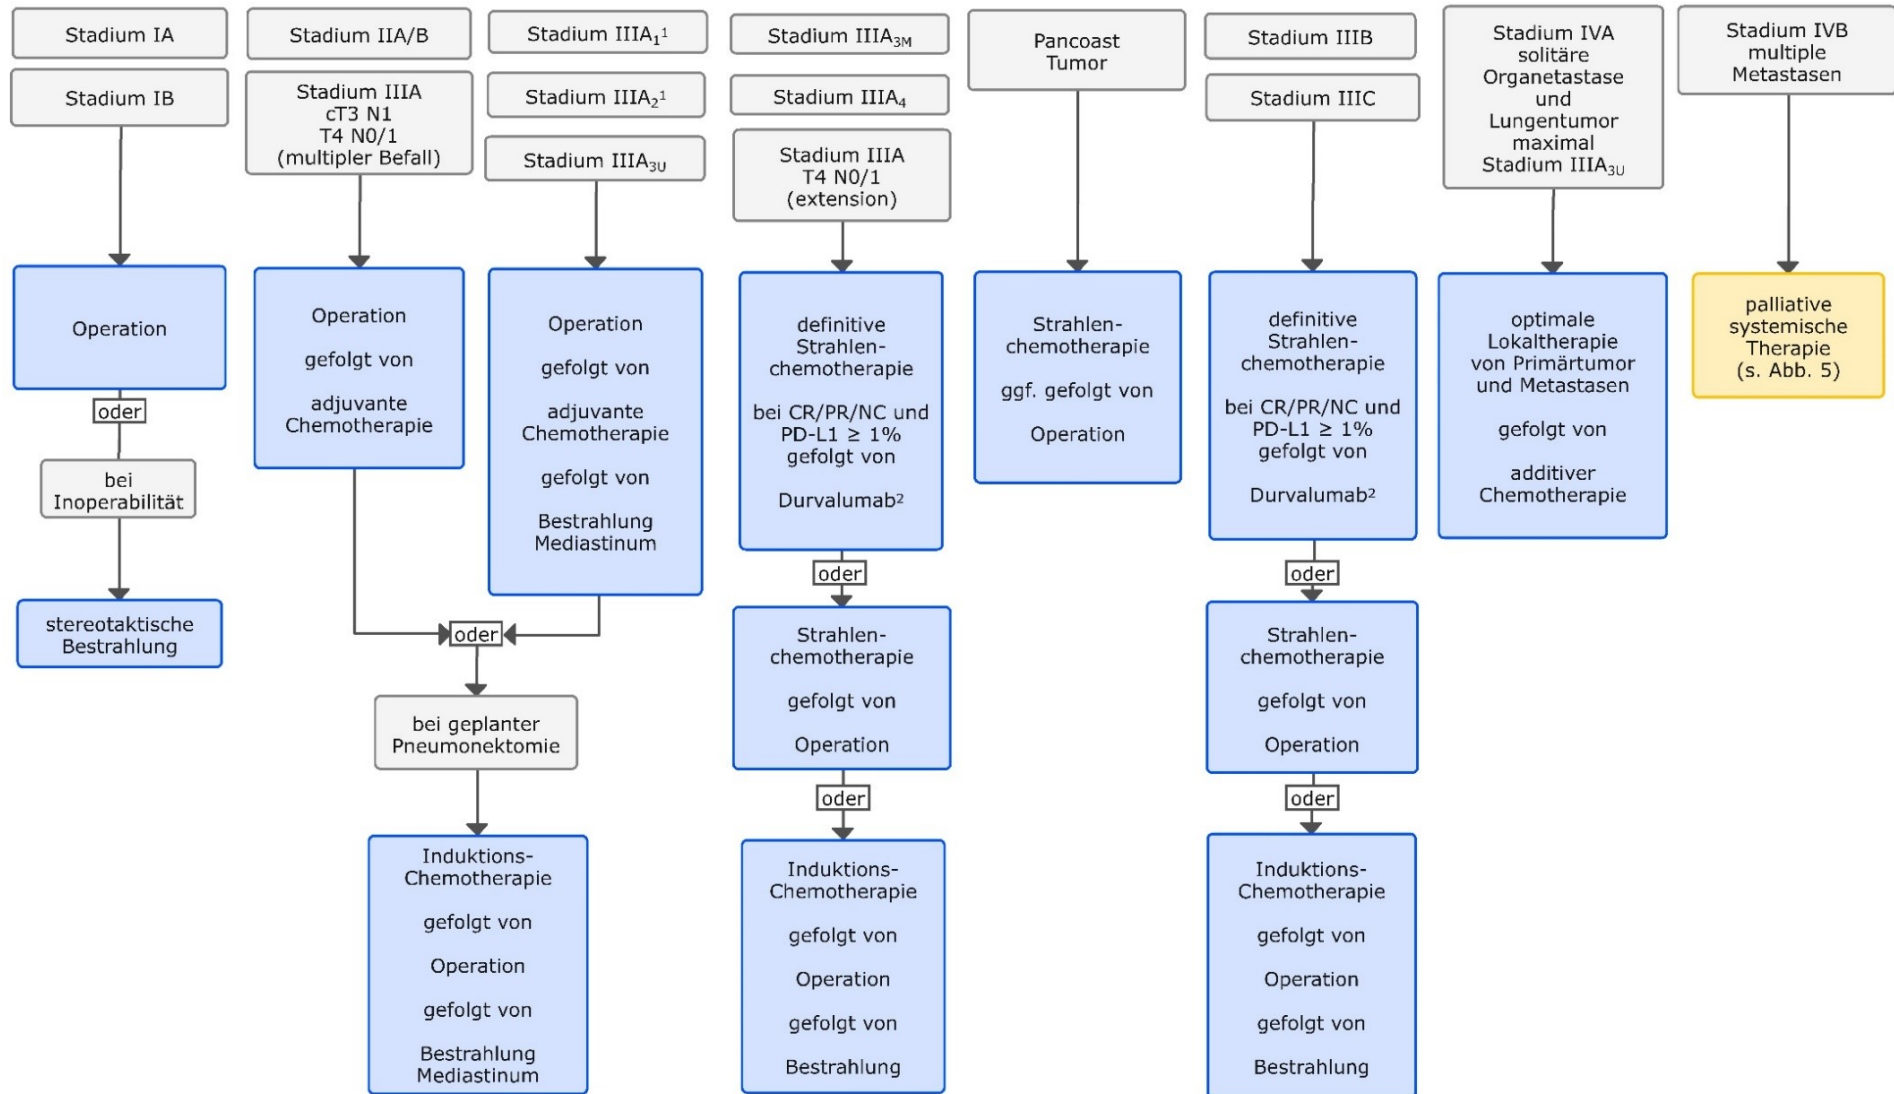 Stadium IA
Stadium IB
Operation
oder
bei
Inoperabilität
stereotaktische
Bestrahlung
Stadium IIA/B
Stadium IIIA
cT3 N1
T4 N0/1
(multipler Befall)
Operation
gefolgt von
adjuvante
Chemotherapie
Stadium IIIA₁¹
Stadium IIIA₂¹
Stadium IIIA₃U
Operation
gefolgt von
adjuvante
Chemotherapie
gefolgt von
Bestrahlung
Mediastinum
oder
bei geplanter
Pneumonektomie
Induktions-
Chemotherapie
gefolgt von
Operation
gefolgt von
Bestrahlung
Mediastinum
Stadium IIIA₃M
Stadium IIIA₄
Stadium IIIA
T4 N0/1
(extension)
definitive
Strahlen-
chemotherapie
bei CR/PR/NC und
PD-L1 ≥ 1%
gefolgt von
Durvalumab²
oder
Strahlen-
chemotherapie
gefolgt von
Operation
oder
Induktions-
Chemotherapie
gefolgt von
Operation
gefolgt von
Bestrahlung
Pancoast
Tumor
Strahlen-
chemotherapie
ggf. gefolgt von
Operation
Stadium IIIB
Stadium IIIC
definitive
Strahlen-
chemotherapie
bei CR/PR/NC und
PD-L1 ≥ 1%
gefolgt von
Durvalumab²
oder
Strahlen-
chemotherapie
gefolgt von
Operation
oder
Induktions-
Chemotherapie
gefolgt von
Operation
gefolgt von
Bestrahlung
Stadium IVA
solitäre
Organetastase
und
Lungentumor
maximal
Stadium IIIA₃U
optimale
Lokaltherapie
von Primärtumor
und Metastasen
gefolgt von
additiver
Chemotherapie
Stadium IVB
multiple
Metastasen
palliative
systemische
Therapie
(s. Abb. 5)